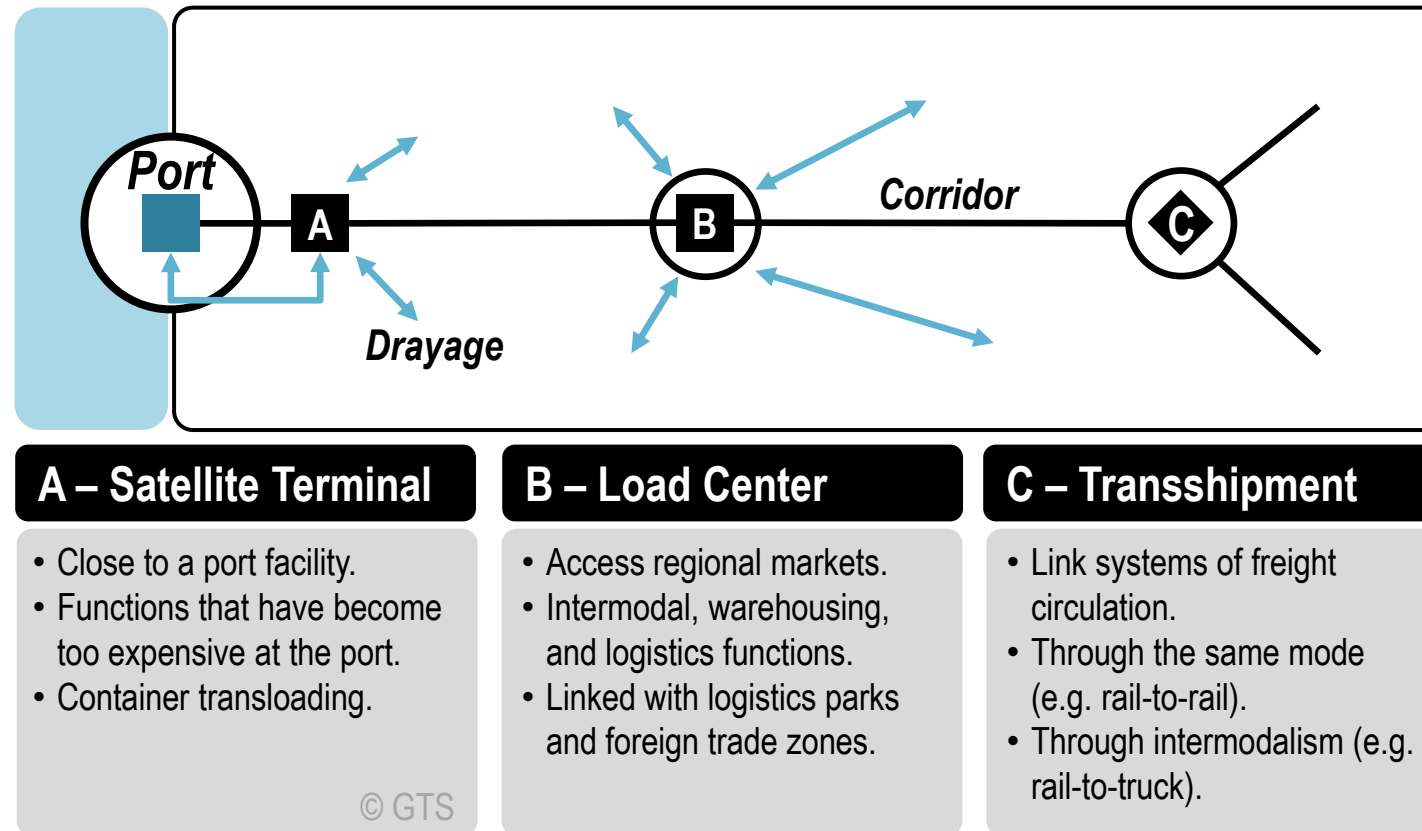 Port
A
B
Corridor
C
Drayage
A – Satellite Terminal
• Close to a port facility.
• Functions that have become
too expensive at the port.
• Container transloading.
© GTS
B – Load Center
• Access regional markets.
• Intermodal, warehousing,
and logistics functions.
• Linked with logistics parks
and foreign trade zones.
C – Transshipment
• Link systems of freight
circulation.
• Through the same mode
(e.g. rail-to-rail).
• Through intermodalism (e.g.
rail-to-truck).